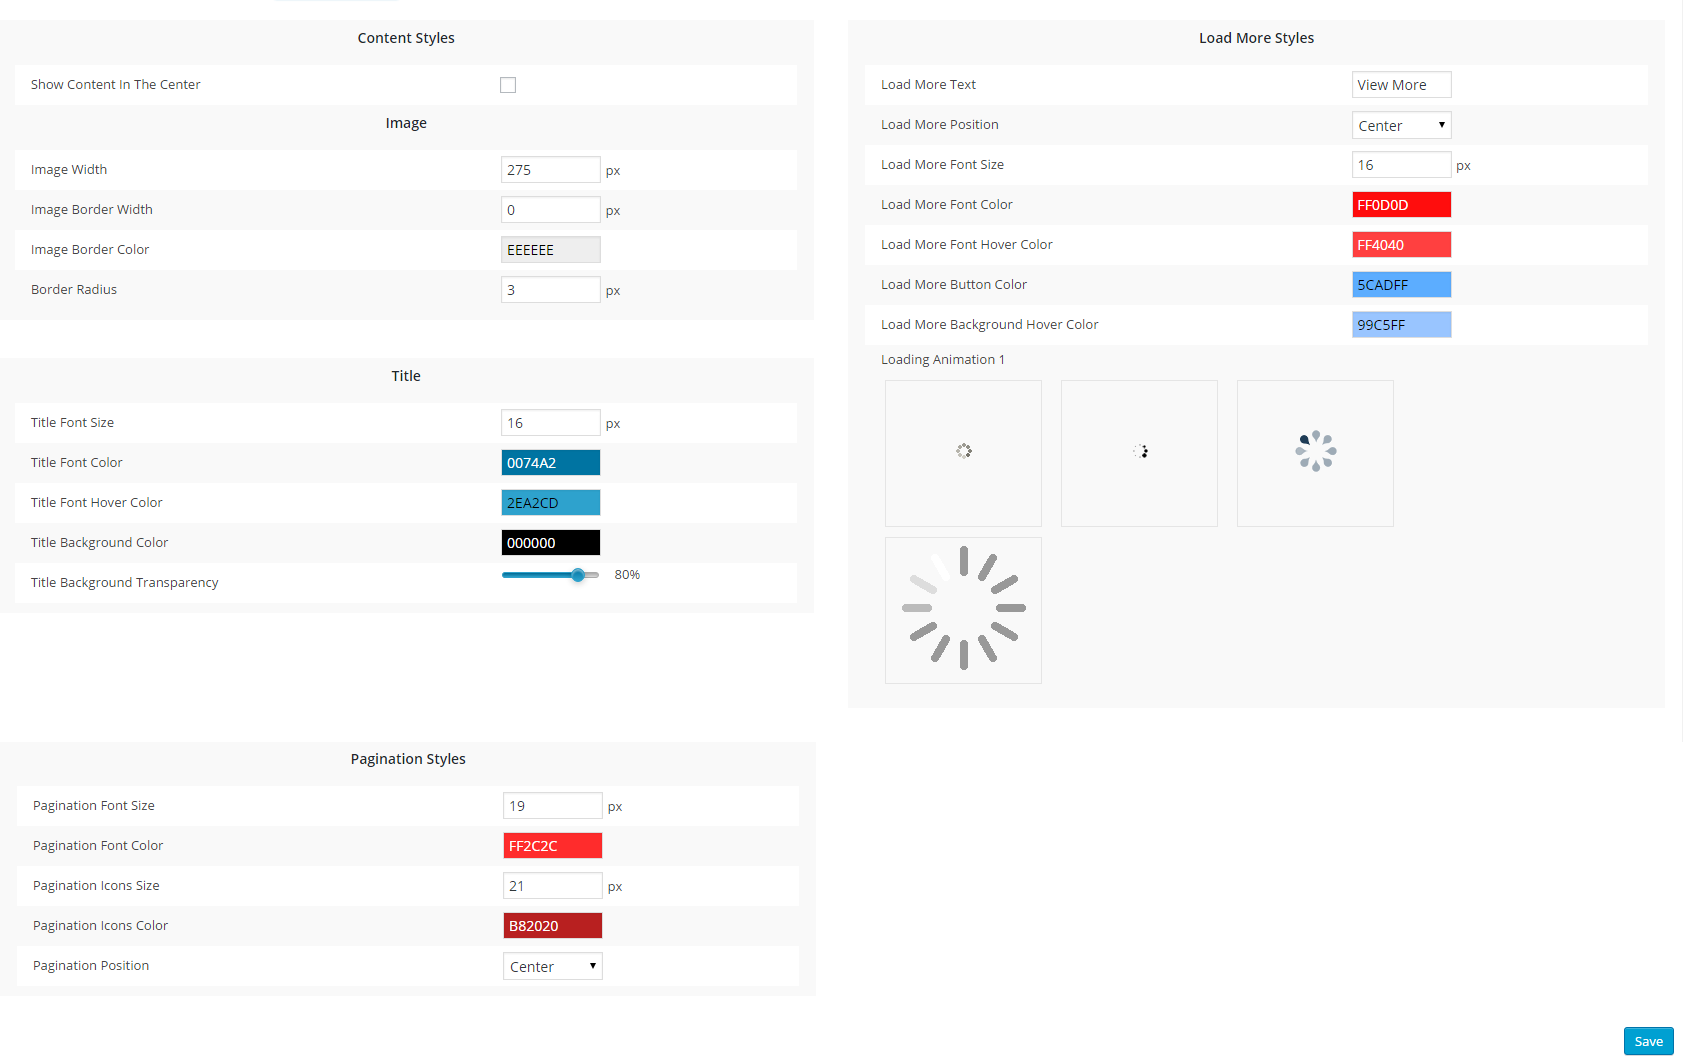 Content Styles
Show Content In The Center
Image
Image Width 275 px
Image Border Width 0 px
Image Border Color EEEEEE
Border Radius 3 px
Title
Title Font Size 16 px
Title Font Color 0074A2
Title Font Hover Color 2EA2CD
Title Background Color 000000
Title Background Transparency 80%
Load More Styles
Load More Text View More
Load More Position Center
Load More Font Size 16 px
Load More Font Color FF0D0D
Load More Font Hover Color FF4040
Load More Button Color 5CADFF
Load More Background Hover Color 99C5FF
Loading Animation 1
Pagination Styles
Pagination Font Size 19 px
Pagination Font Color FF2C2C
Pagination Icons Size 21 px
Pagination Icons Color B82020
Pagination Position Center
Save